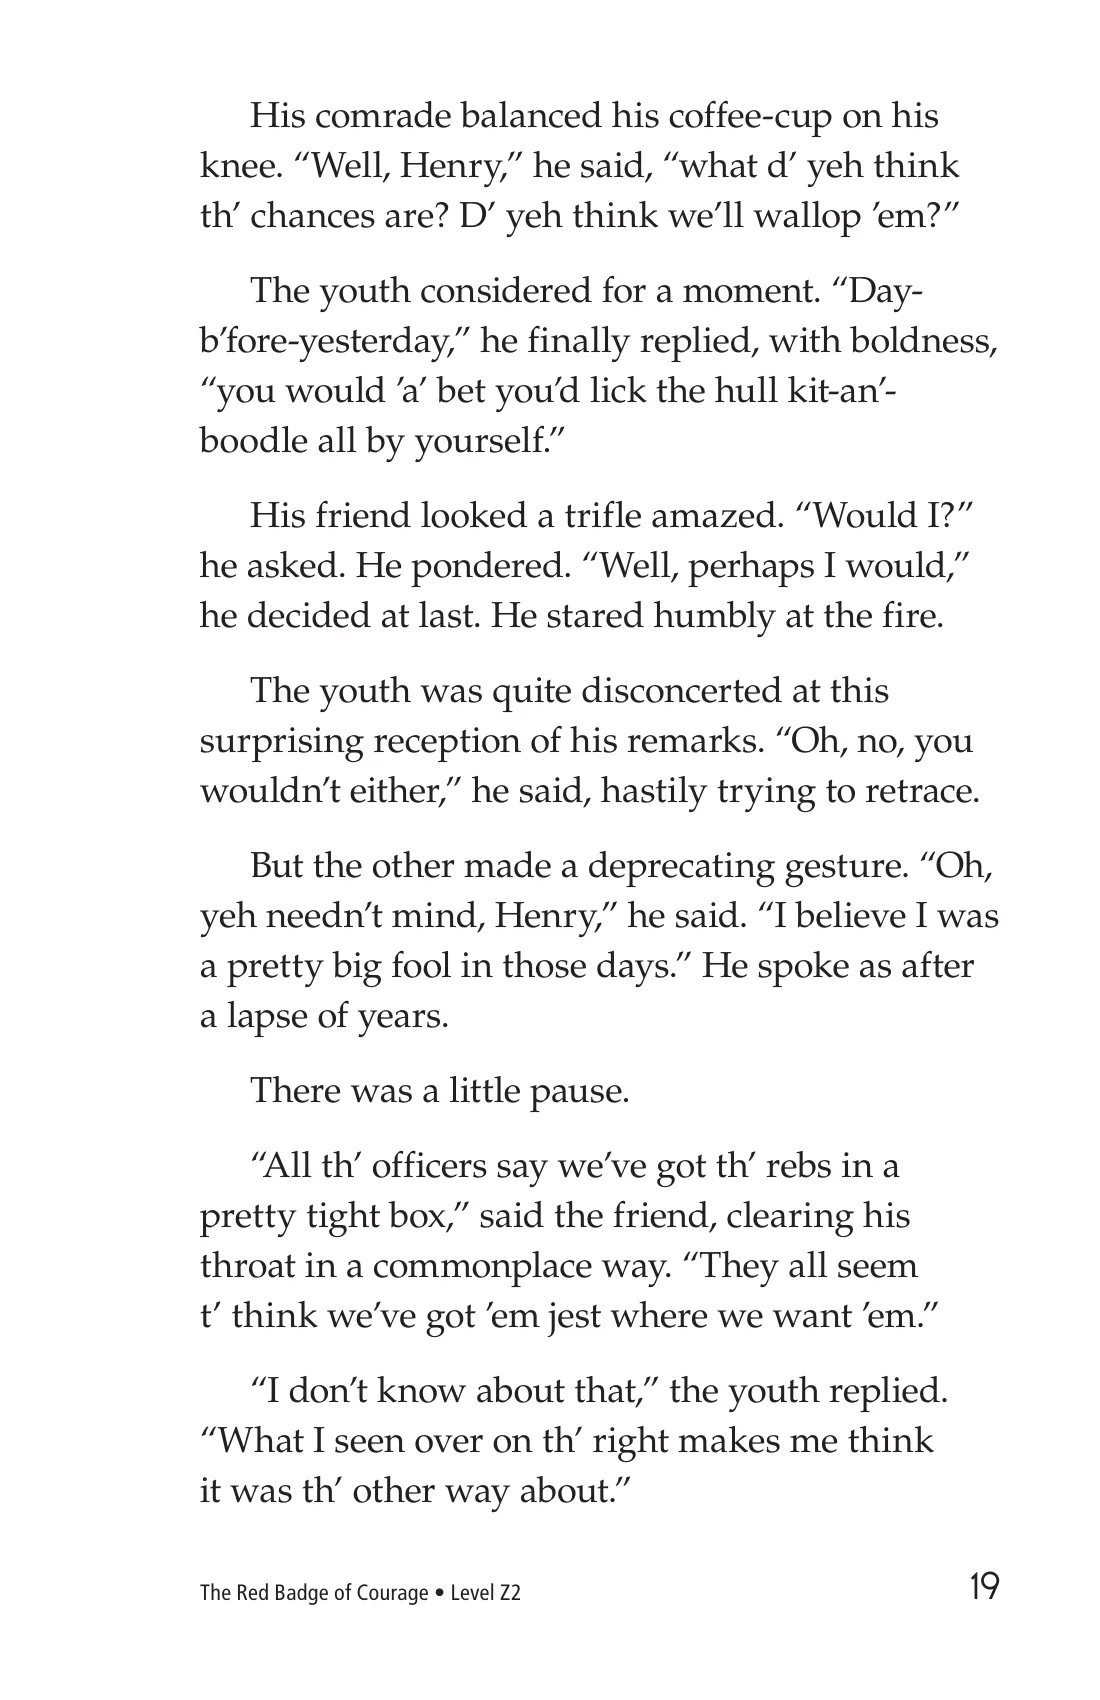 His comrade balanced his coffee-cup on his
knee. “Well, Henry,” he said, “what d’ yeh think
th’ chances are? D’ yeh think we’ll wallop ’em?”
The youth considered for a moment. “Day-
b’fore-yesterday,” he finally replied, with boldness,
“you would ’a’ bet you’d lick the hull kit-an’-
boodle all by yourself.”
His friend looked a trifle amazed. “Would I?”
he asked. He pondered. “Well, perhaps I would,”
he decided at last. He stared humbly at the fire.
The youth was quite disconcerted at this
surprising reception of his remarks. “Oh, no, you
wouldn’t either,” he said, hastily trying to retrace.
But the other made a deprecating gesture. “Oh,
yeh needn’t mind, Henry,” he said. “I believe I was
a pretty big fool in those days.” He spoke as after
a lapse of years.
There was a little pause.
“All th’ officers say we’ve got th’ rebs in a
pretty tight box,” said the friend, clearing his
throat in a commonplace way. “They all seem
t’ think we’ve got ’em jest where we want ’em.”
“I don’t know about that,” the youth replied.
“What I seen over on th’ right makes me think
it was th’ other way about.”
The Red Badge of Courage • Level Z2
19